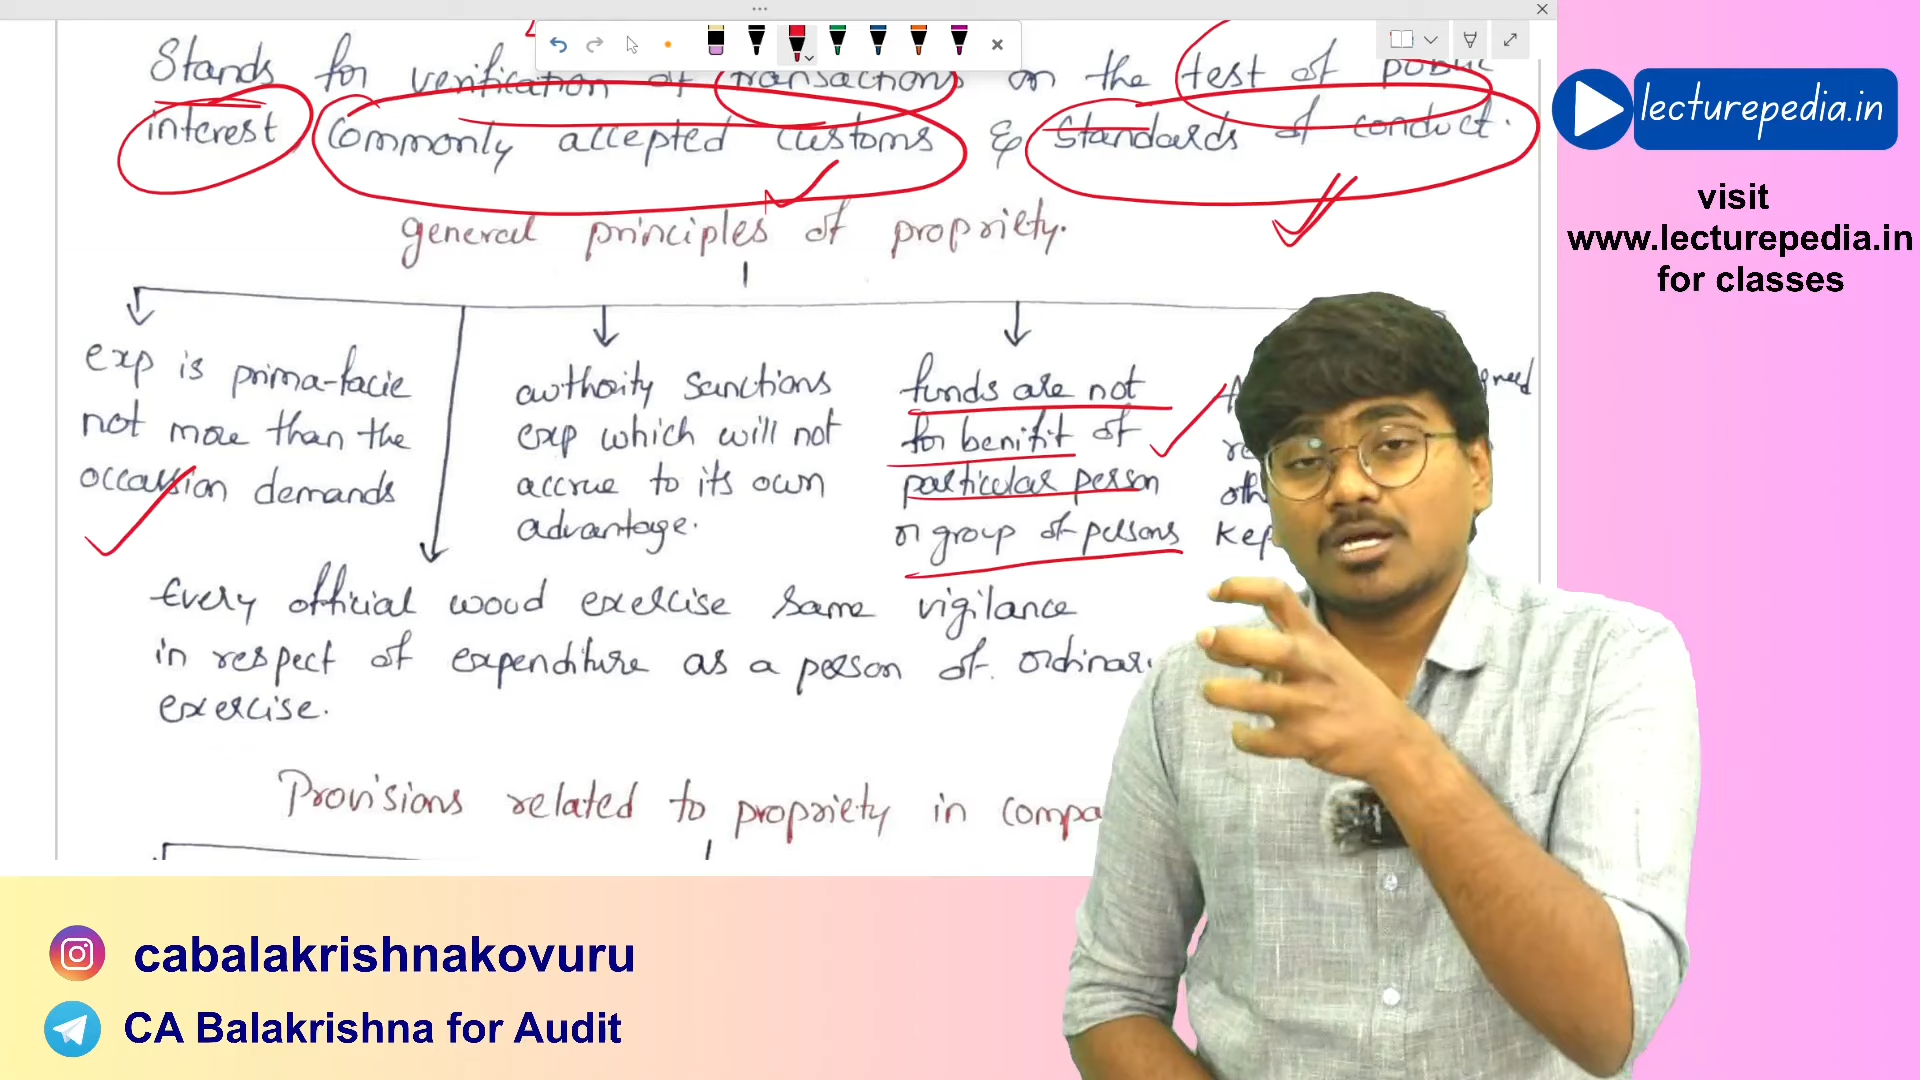 Stands for verification of transactions on the test of public
interest Commonly accepted customs & Standards of conduct.
general principles of propriety.
exp is prima-facie
not more than the
occassion demands
authority sanctions
exp which will not
accrue to its own
advantage.
funds are not
for benifit of
particular person
or group of persons
Every official woud exercise same vigilance
in respect of expenditure as a person of
exercise.
Provisions related to propriety in
lecturepedia.in
visit
www.lecturepedia.in
for classes
cabalakrishnakovuru
CA Balakrishna for Audit